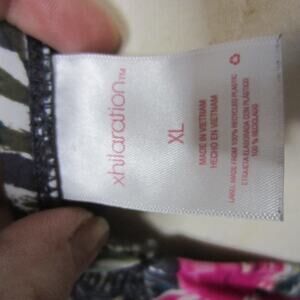 xhilaration™
XL
MADE IN VIETNAM
HECHO EN VIETNAM
LABEL MADE FROM 100% RECYCLED PLASTIC
ETIQUETA ELABORADA CON PLÁSTICO
100 % RECICLADO